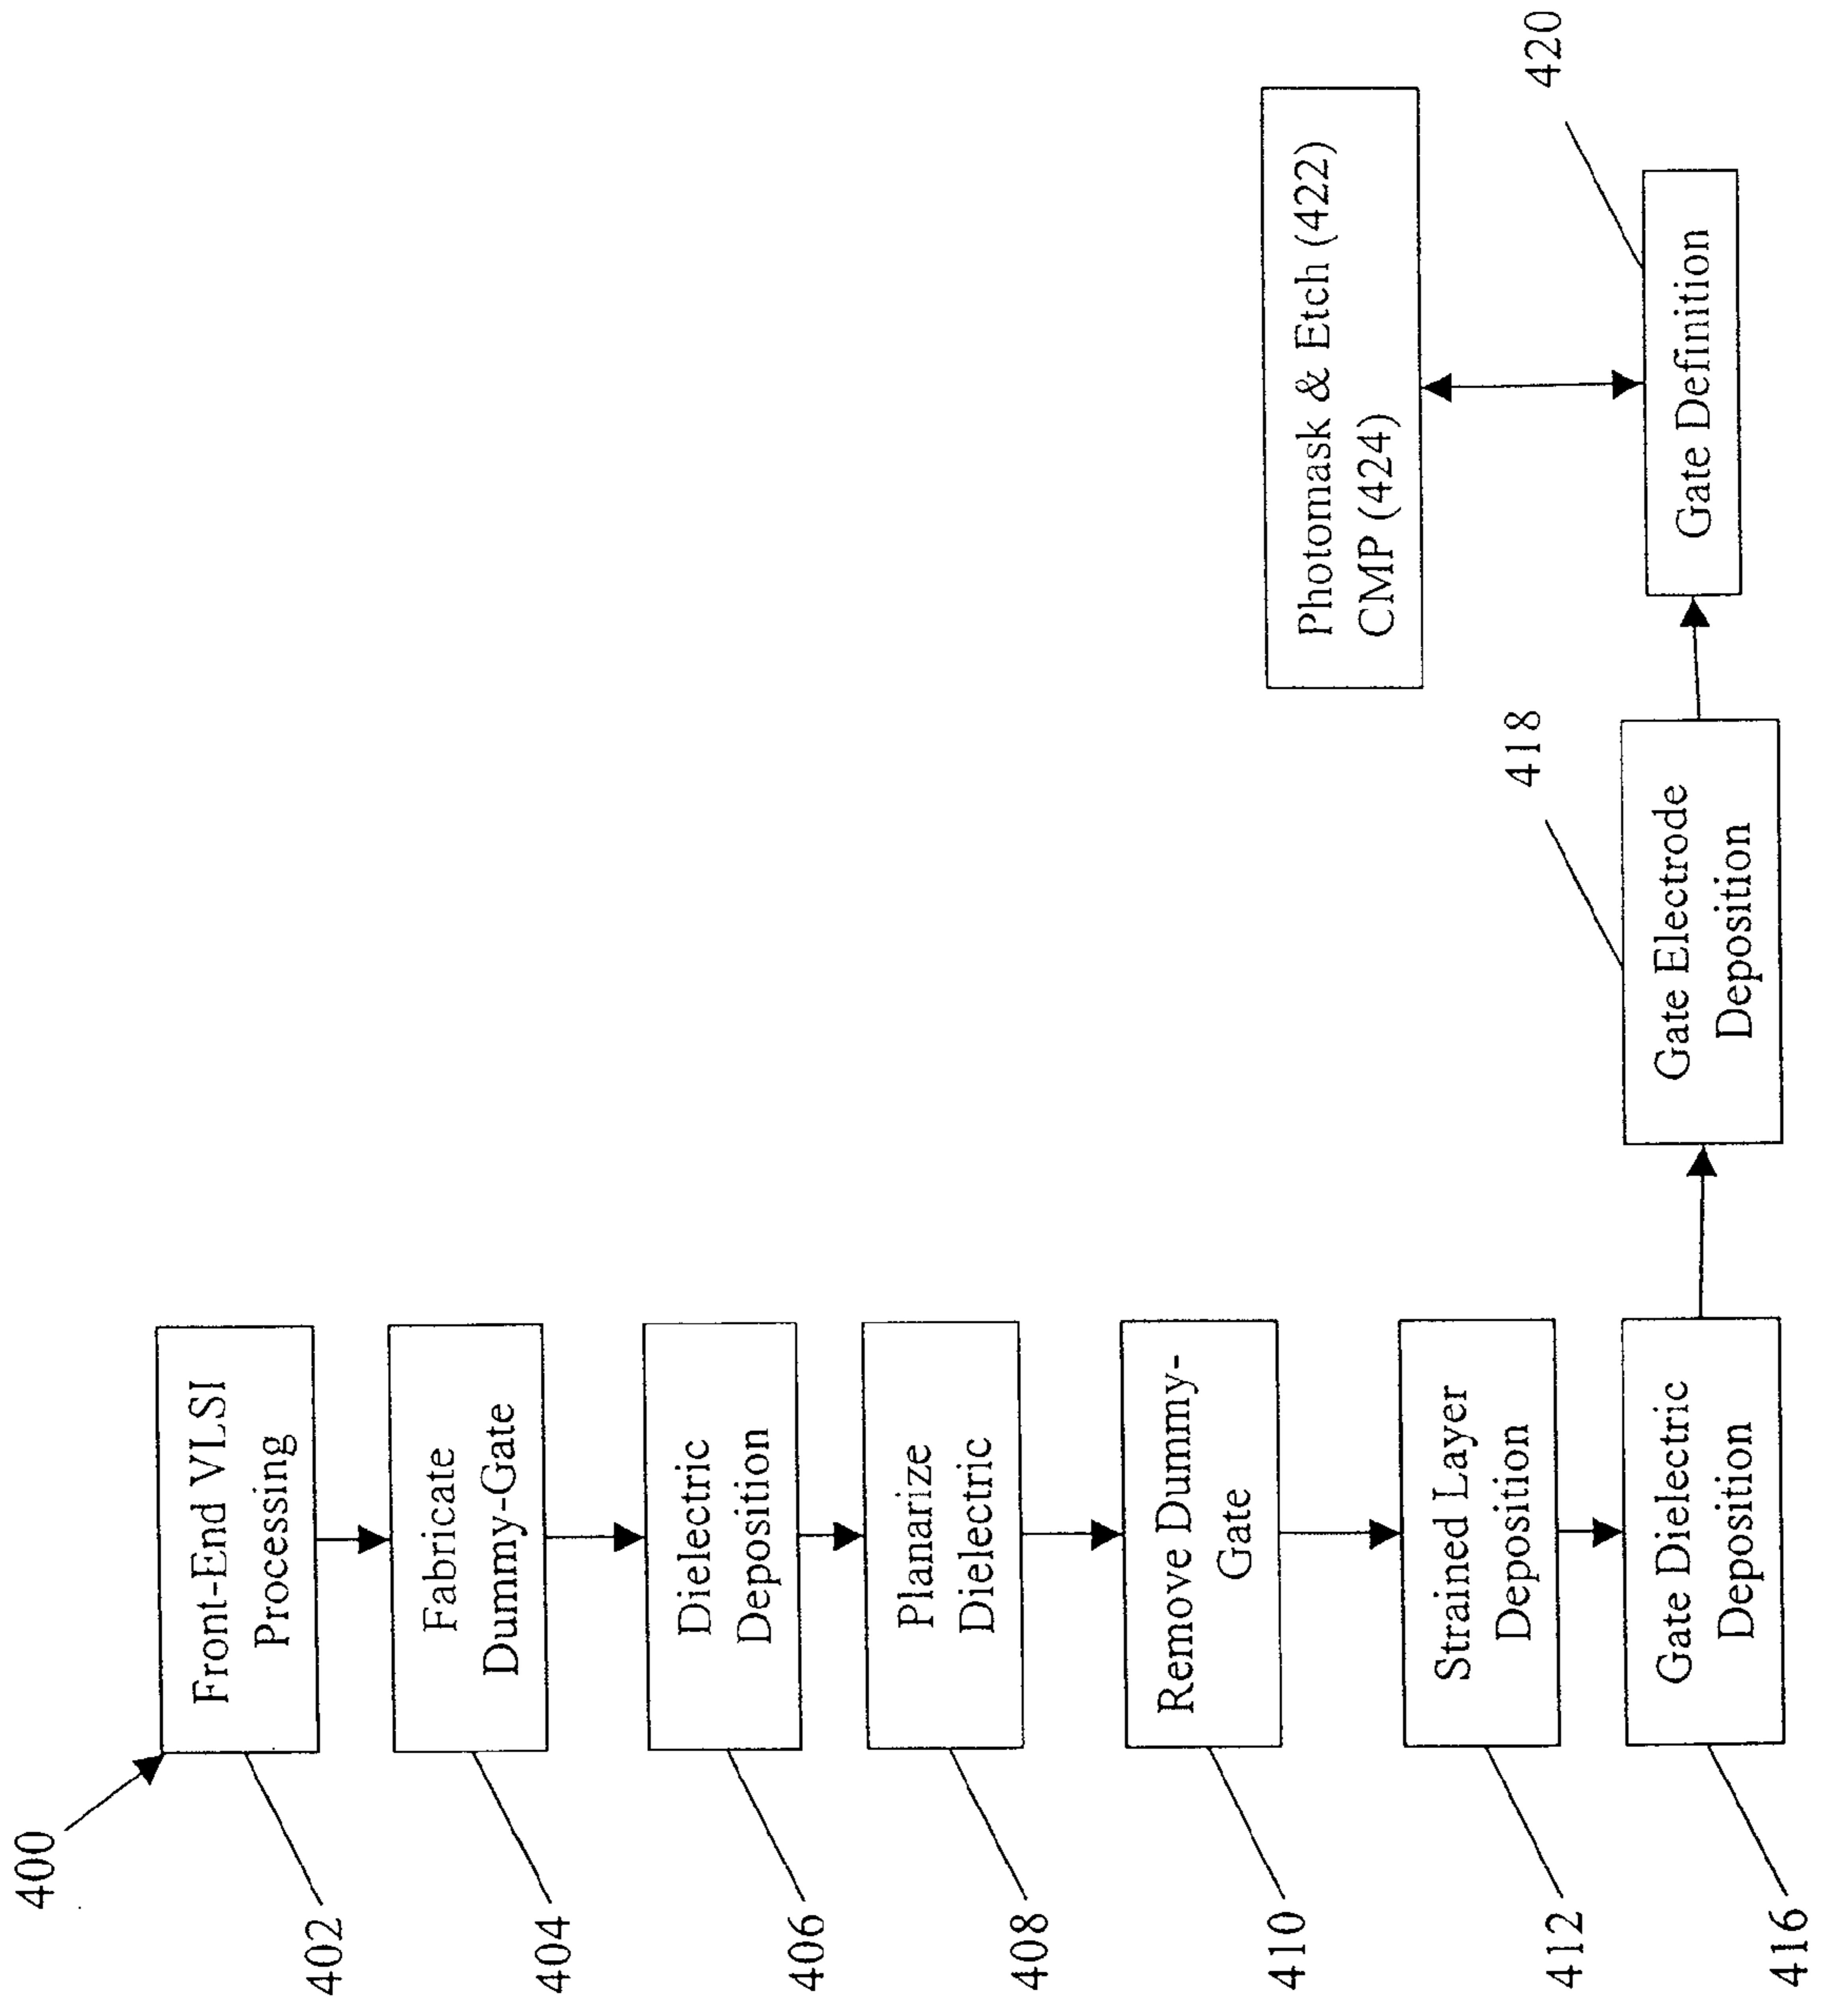 400
402
Front-End VLSI
Processing
404
Fabricate
Dummy-Gate
406
Dielectric
Deposition
408
Planarize
Dielectric
410
Remove Dummy-
Gate
412
Strained Layer
Deposition
416
Gate Dielectric
Deposition
418
Gate Electrode
Deposition
420
Gate Definition
Photomask & Etch (422)
CMP (424)